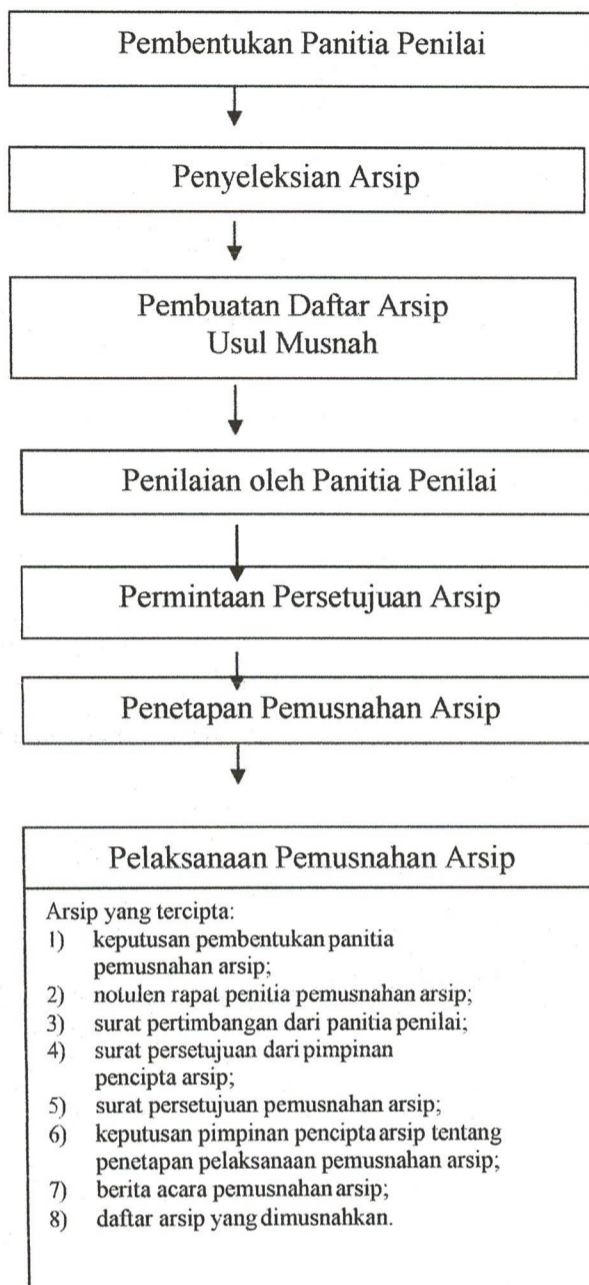 Pembentukan Panitia Penilai
Penyeleksian Arsip
Pembuatan Daftar Arsip
Usul Musnah
Penilaian oleh Panitia Penilai
Permintaan Persetujuan Arsip
Penetapan Pemusnahan Arsip
Pelaksanaan Pemusnahan Arsip
Arsip yang tercipta:
1) keputusan pembentukan panitia
pemusnahan arsip;
2) notulen rapat penitia pemusnahan arsip;
3) surat pertimbangan dari panitia penilai;
4) surat persetujuan dari pimpinan
pencipta arsip;
5) surat persetujuan pemusnahan arsip;
6) keputusan pimpinan pencipta arsip tentang
penetapan pelaksanaan pemusnahan arsip;
7) berita acara pemusnahan arsip;
8) daftar arsip yang dimusnahkan.